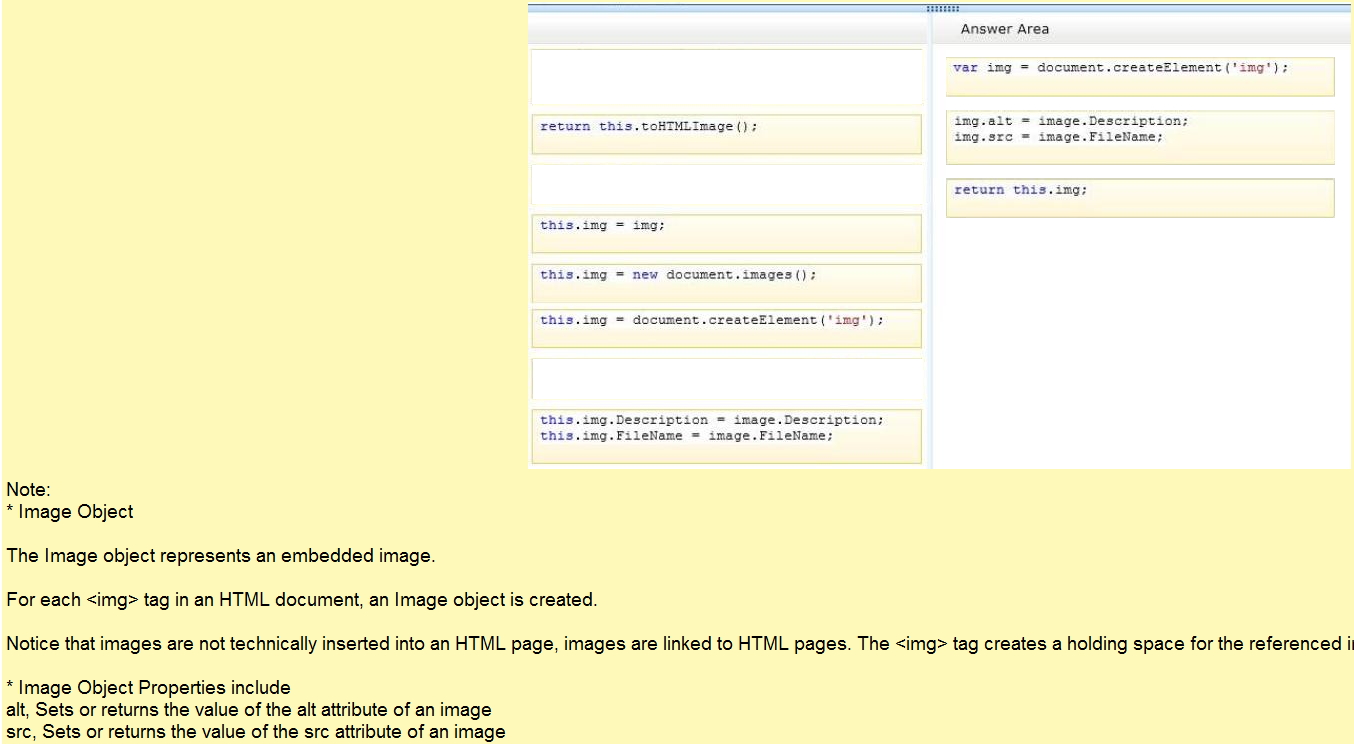 Answer Area
return this.toHTMLImage();
this.img = img;
this.img = new document.images();
this.img = document.createElement('img');
this.img.Description = image.Description;
this.img.FileName = image.FileName;
var img = document.createElement('img');
img.alt = image.Description;
img.src = image.FileName;
return this.img;
Note:
* Image Object
The Image object represents an embedded image.
For each <img> tag in an HTML document, an Image object is created.
Notice that images are not technically inserted into an HTML page, images are linked to HTML pages. The <img> tag creates a holding space for the referenced
* Image Object Properties include
alt, Sets or returns the value of the alt attribute of an image
src, Sets or returns the value of the src attribute of an image